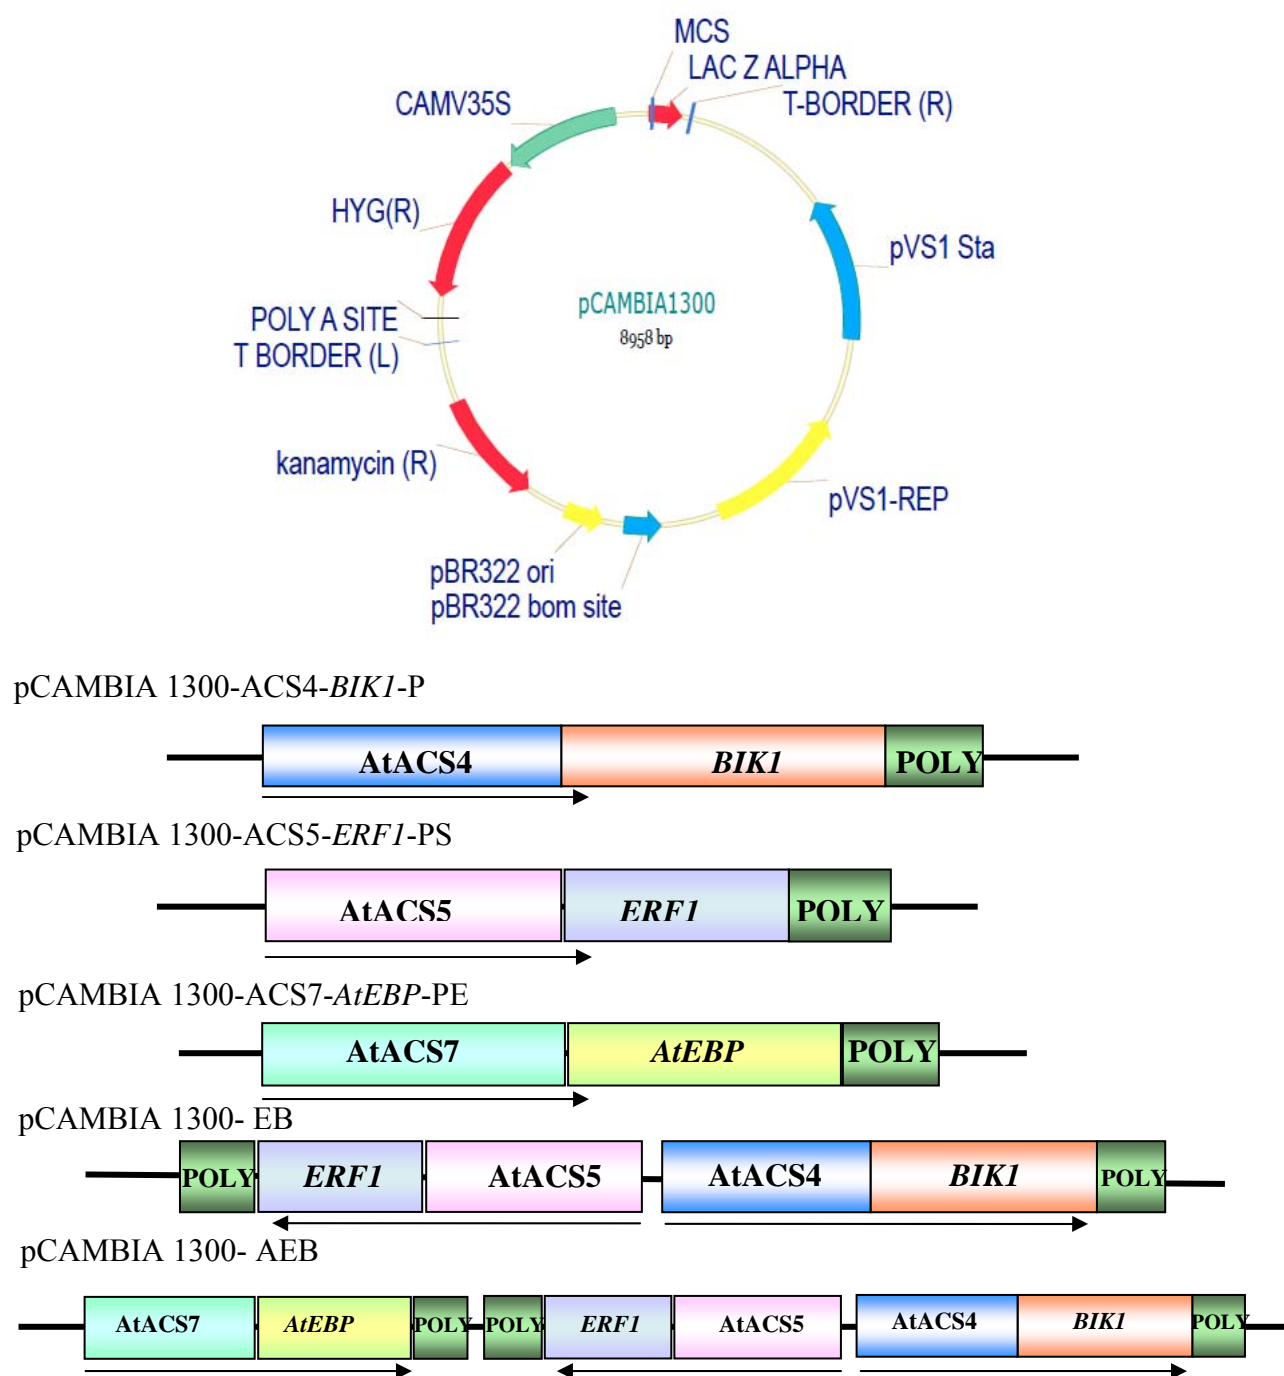 MCS
LAC Z ALPHA
CAMV35S
T-BORDER (R)
HYG(R)
pVS1 Sta
pCAMBIA1300
8958 bp
POLY A SITE
T BORDER (L)
kanamycin (R)
pVS1-REP
pBR322 ori
pBR322 bom site
pCAMBIA 1300-ACS4-BIK1-P
AtACS4 BIK1 POLY
pCAMBIA 1300-ACS5-ERF1-PS
AtACS5 ERF1 POLY
pCAMBIA 1300-ACS7-AtEBP-PE
AtACS7 AtEBP POLY
pCAMBIA 1300- EB
POLY ERF1 AtACS5 AtACS4 BIK1 POLY
pCAMBIA 1300- AEB
AtACS7 AtEBP POLY POLY ERF1 AtACS5 AtACS4 BIK1 POLY